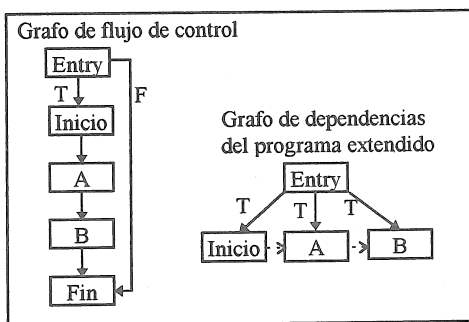 Grafo de flujo de control
Entry
T
F
Inicio
A
B
Fin
Grafo de dependencias
del programa extendido
Entry
T
T
T
Inicio
A
B